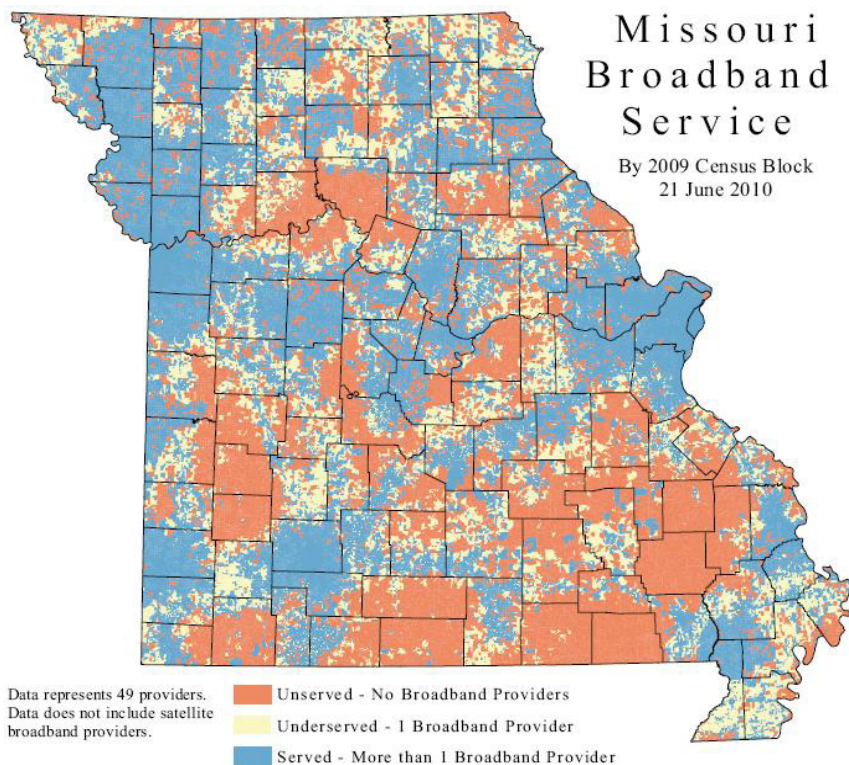 Missouri
Broadband
Service
By 2009 Census Block
21 June 2010
Data represents 49 providers.
Data does not include satellite
broadband providers.
Unserved - No Broadband Providers
Underserved - 1 Broadband Provider
Served - More than 1 Broadband Provider